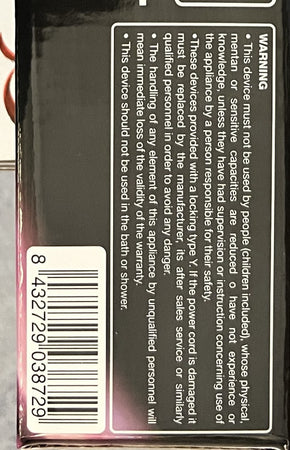 WARNING
• This device must not be used by people (children included), whose physical,
mentan or sensitive capacities are reduced o have not experience or
knowledge, unless they have had supervision or instruction concerning use of
the appliance by a person responsible for their safety.
•These devices provided with a locking type Y. If the power cord is damaged it
must be replaced by the manufacturer, its after sales service or similarly
qualified personnel in order to avoid any danger.
• The handling of any element of this appliance by unqualified personnel will
mean immediate loss of the validity of the warranty.
• This device should not be used in the bath or shower.
8 432729 038729